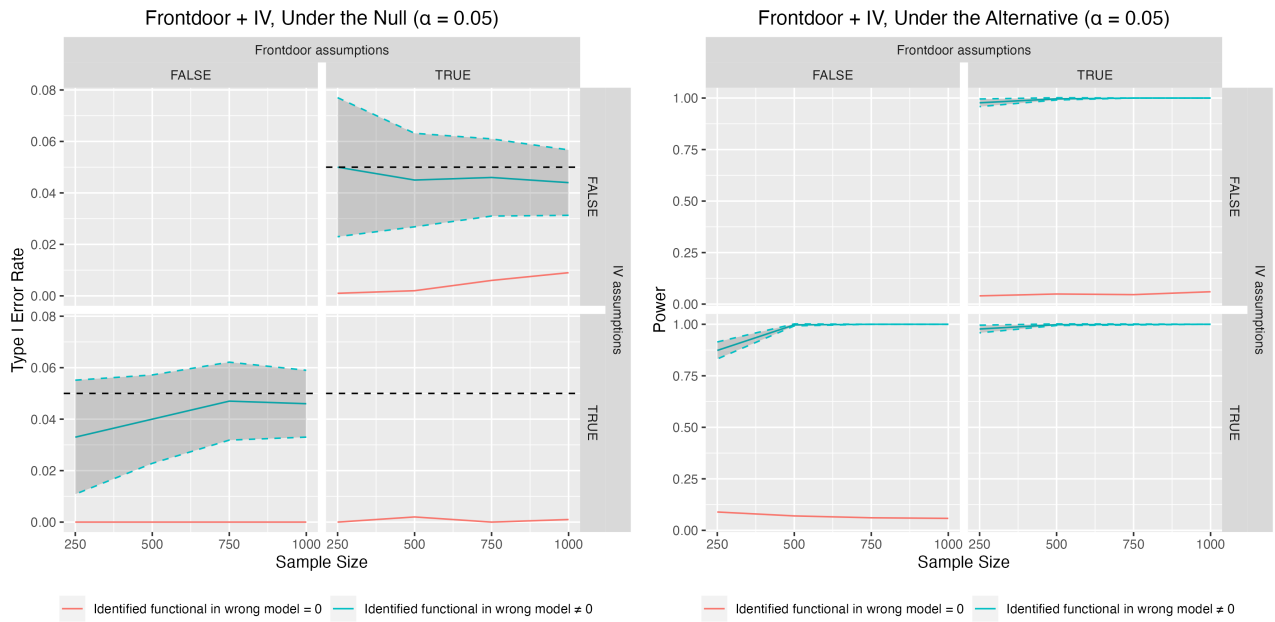 Frontdoor + IV, Under the Null (α = 0.05)
Frontdoor assumptions
FALSE TRUE
Type I Error Rate
0.08
0.06
0.04
0.02
0.00
FALSE
0.08
0.06
0.04
0.02
0.00
TRUE
IV assumptions
250 500 750 1000 250 500 750 1000
Sample Size
Identified functional in wrong model = 0 Identified functional in wrong model ≠ 0
Frontdoor + IV, Under the Alternative (α = 0.05)
Frontdoor assumptions
FALSE TRUE
Power
1.00
0.75
0.50
0.25
0.00
FALSE
1.00
0.75
0.50
0.25
0.00
TRUE
IV assumptions
250 500 750 1000 250 500 750 1000
Sample Size
Identified functional in wrong model = 0 Identified functional in wrong model ≠ 0